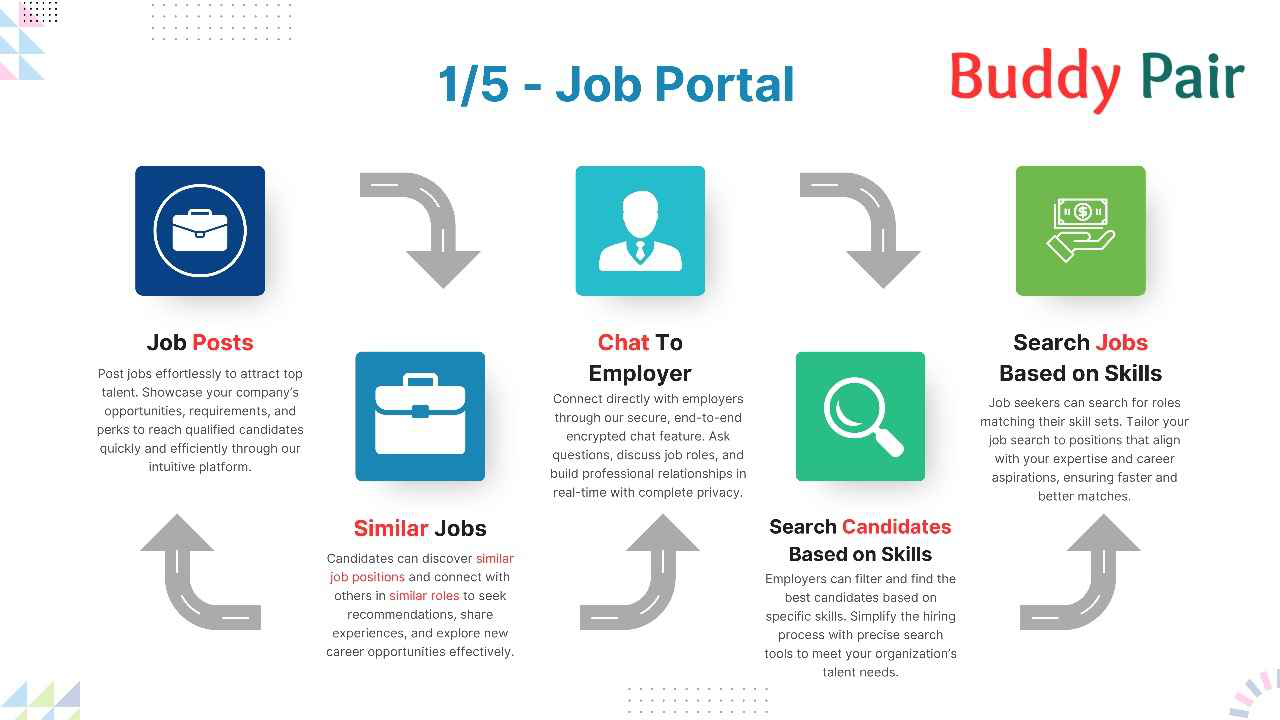 1/5 - Job Portal
Buddy Pair
Job Posts
Post jobs effortlessly to attract top
talent. Showcase your company's
opportunities, requirements, and
perks to reach qualified candidates
quickly and efficiently through our
intuitive platform.
Similar Jobs
Candidates can discover similar
job positions and connect with
others in similar roles to seek
recommendations, share
experiences, and explore new
career opportunities effectively.
Chat To
Employer
Connect directly with employers
through our secure, end-to-end
encrypted chat feature. Ask
questions, discuss job roles, and
build professional relationships in
real-time with complete privacy.
Search Candidates
Based on Skills
Employers can filter and find the
best candidates based on
specific skills. Simplify the hiring
process with precise search
tools to meet your organization's
talent needs.
Search Jobs
Based on Skills
Job seekers can search for roles
matching their skill sets. Tailor your
job search to positions that align
with your expertise and career
aspirations, ensuring faster and
better matches.